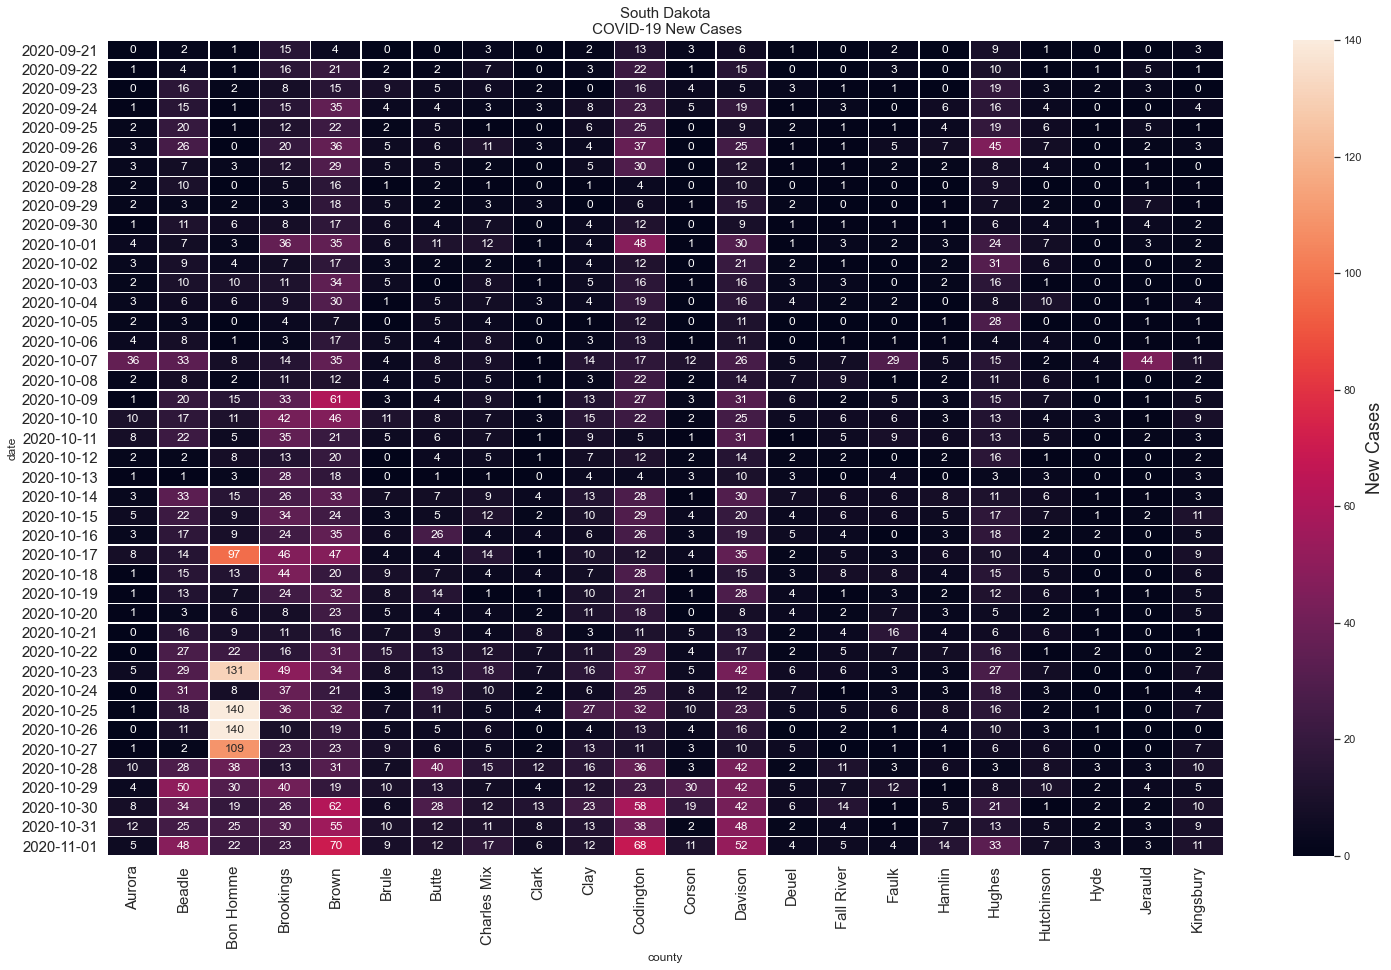 South Dakota
COVID-19 New Cases
2020-09-21 0 2 1 15 4 0 0 3 0 2 13 3 6 1 0 2 0 9 1 0 0 3
2020-09-22 1 4 1 16 21 2 2 7 0 3 22 1 15 0 0 3 0 10 1 1 5 1
2020-09-23 0 16 2 8 15 9 5 6 2 0 16 4 5 3 1 1 0 19 3 2 3 0
2020-09-24 1 15 1 15 35 4 4 3 3 8 23 5 19 1 3 0 6 16 4 0 0 4
2020-09-25 2 20 1 12 22 2 5 1 0 6 25 0 9 2 1 1 4 19 6 1 5 1
2020-09-26 3 26 0 20 36 5 6 11 3 4 37 0 25 1 1 5 7 45 7 0 2 3
2020-09-27 3 7 3 12 29 5 5 2 0 5 30 0 12 1 1 2 2 8 4 0 1 0
2020-09-28 2 10 0 5 16 1 2 1 0 1 4 0 10 0 1 0 0 9 0 0 1 1
2020-09-29 2 3 2 3 18 5 2 3 3 0 6 1 15 2 0 0 1 7 2 0 7 1
2020-09-30 1 11 6 8 17 6 4 7 0 4 12 0 9 1 1 1 1 6 4 1 4 2
2020-10-01 4 7 3 36 35 6 11 12 1 4 48 1 30 1 3 2 3 24 7 0 3 2
2020-10-02 3 9 4 7 17 3 2 2 1 4 12 0 21 2 1 0 2 31 6 0 0 2
2020-10-03 2 10 10 11 34 5 0 8 1 5 16 1 16 3 3 0 2 16 1 0 0 0
2020-10-04 3 6 6 9 30 1 5 7 3 4 19 0 16 4 2 2 0 8 10 0 1 4
2020-10-05 2 3 0 4 7 0 5 4 0 1 12 0 11 0 0 0 1 28 0 0 1 1
2020-10-06 4 8 1 3 17 5 4 8 0 3 13 1 11 0 1 1 1 4 4 0 1 1
2020-10-07 36 33 8 14 35 4 8 9 1 14 17 12 26 5 7 29 5 15 2 4 44 11
2020-10-08 2 8 2 11 12 4 5 5 1 3 22 2 14 7 9 1 2 11 6 1 0 2
2020-10-09 1 20 15 33 61 3 4 9 1 13 27 3 31 6 2 5 3 15 7 0 1 5
2020-10-10 10 17 11 42 46 11 8 7 3 15 22 2 25 5 6 6 3 13 4 3 1 9
2020-10-11 8 22 5 35 21 5 6 7 1 9 5 1 31 1 5 9 6 13 5 0 2 3
2020-10-12 2 2 8 13 20 0 4 5 1 7 12 2 14 2 2 0 2 16 1 0 0 2
2020-10-13 1 1 3 28 18 0 1 1 0 4 4 3 10 3 0 4 0 3 3 0 0 3
2020-10-14 3 33 15 26 33 7 7 9 4 13 28 1 30 7 6 6 8 11 6 1 1 3
2020-10-15 5 22 9 34 24 3 5 12 2 10 29 4 20 4 6 6 5 17 7 1 2 11
2020-10-16 3 17 9 24 35 6 26 4 4 6 26 3 19 5 4 0 3 18 2 2 0 5
2020-10-17 8 14 97 46 47 4 4 14 1 10 12 4 35 2 5 3 6 10 4 0 0 9
2020-10-18 1 15 13 44 20 9 7 4 4 7 28 1 15 3 8 8 4 15 5 0 0 6
2020-10-19 1 13 7 24 32 8 14 1 1 10 21 1 28 4 1 3 2 12 6 1 1 5
2020-10-20 1 3 6 8 23 5 4 4 2 11 18 0 8 4 2 7 3 5 2 1 0 5
2020-10-21 0 16 9 11 16 7 9 4 8 3 11 5 13 2 4 16 4 6 6 1 0 1
2020-10-22 0 27 22 16 31 15 13 12 7 11 29 4 17 2 5 7 7 16 1 2 0 2
2020-10-23 5 29 131 49 34 8 13 18 7 16 37 5 42 6 6 3 3 27 7 0 0 7
2020-10-24 0 31 8 37 21 3 19 10 2 6 25 8 12 7 1 3 3 18 3 0 1 4
2020-10-25 1 18 140 36 32 7 11 5 4 27 32 10 23 5 5 6 8 16 2 1 0 7
2020-10-26 0 11 140 10 19 5 5 6 0 4 13 4 16 0 2 1 4 10 3 1 0 0
2020-10-27 1 2 109 23 23 9 6 5 2 13 11 3 10 5 0 1 1 6 6 0 0 7
2020-10-28 10 28 38 13 31 7 40 15 12 16 36 3 42 2 11 3 6 3 8 3 3 10
2020-10-29 4 50 30 40 19 10 13 7 4 12 23 30 42 5 7 12 1 8 10 2 4 5
2020-10-30 8 34 19 26 62 6 28 12 13 23 58 19 42 6 14 1 5 21 1 2 2 10
2020-10-31 12 25 25 30 55 10 12 11 8 13 38 2 48 2 4 1 7 13 5 2 3 9
2020-11-01 5 48 22 23 70 9 12 17 6 12 68 11 52 4 5 4 14 33 7 3 3 11
Aurora Beadle Bon Homme Brookings Brown Brule Butte Charles Mix Clark Clay Codington Corson Davison Deuel Fall River Faulk Hamlin Hughes Hutchinson Hyde Jerauld Kingsbury
county
date
140
120
100
80
60
40
20
0
New Cases